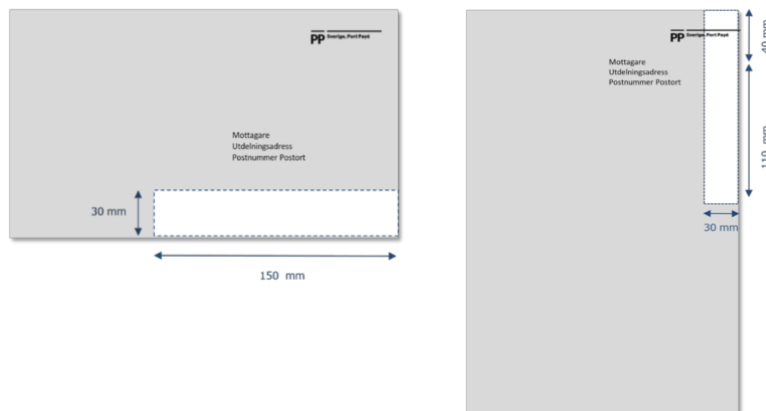 PP Sverige, Port Payé
Mottagare
Utdelningsadress
Postnummer Postort
30 mm
150 mm
PP Sverige, Port Payé
40 mm
Mottagare
Utdelningsadress
Postnummer Postort
110 mm
30 mm